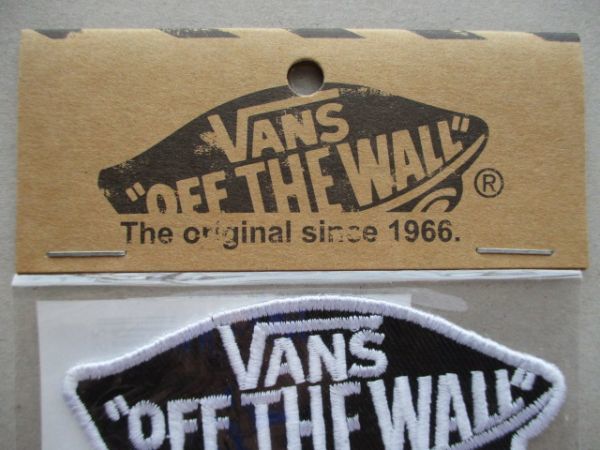 VANS
"OFF THE WALL"
®
The original since 1966.
VANS
"OFF THE WALL"